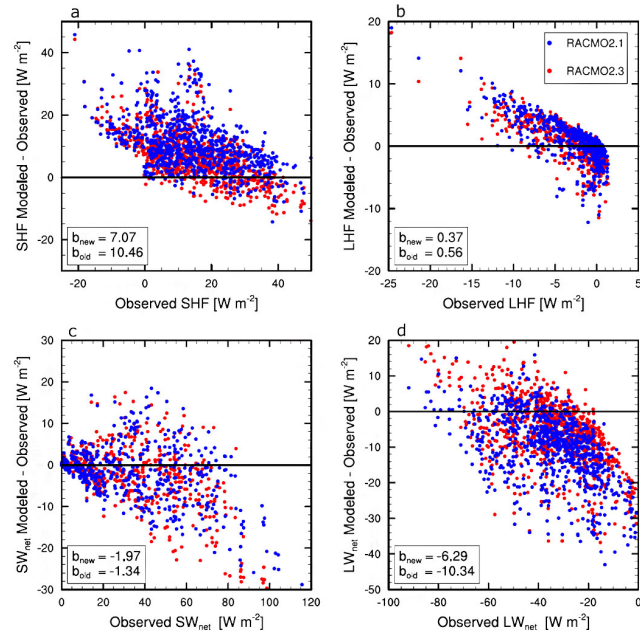 a
SHF Modeled - Observed [W m-2]
40
20
0
-20
b_new = 7.07
b_old = 10.46
-20 0 20 40
Observed SHF [W m-2]
b
LHF Modeled - Observed [W m-2]
20
10
0
-10
-20
RACMO2.1
RACMO2.3
b_new = 0.37
b_old = 0.56
-25 -20 -15 -10 -5 0 5
Observed LHF [W m-2]
c
SW_net Modeled - Observed [W m-2]
30
20
10
0
-10
-20
-30
b_new = -1.97
b_old = -1.34
0 20 40 60 80 100 120
Observed SW_net [W m-2]
d
LW_net Modeled - Observed [W m-2]
20
10
0
-10
-20
-30
-40
-50
b_new = -6.29
b_old = -10.34
-100 -80 -60 -40 -20 0
Observed LW_net [W m-2]